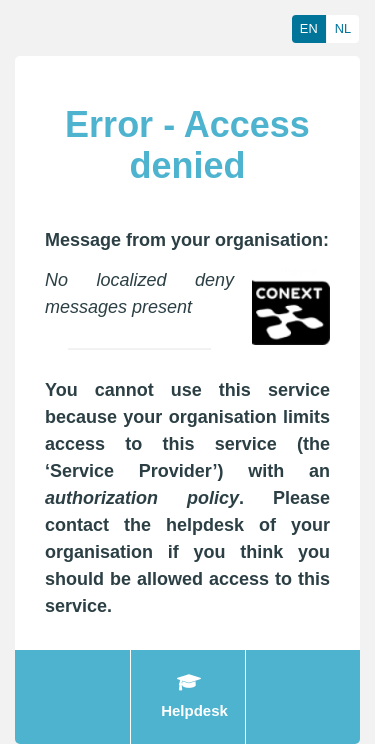 EN NL
Error - Access
denied
Message from your organisation:
No localized deny
messages present
CONEXT
You cannot use this service
because your organisation limits
access to this service (the
‘Service Provider’) with an
authorization policy. Please
contact the helpdesk of your
organisation if you think you
should be allowed access to this
service.
Helpdesk